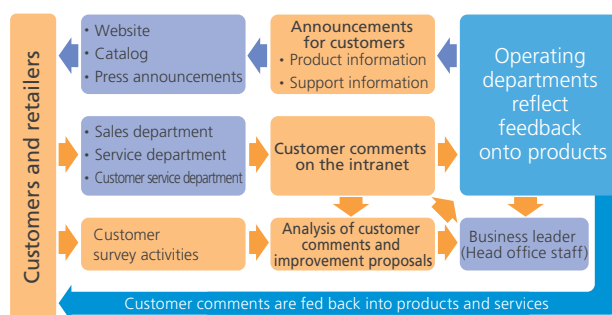 Customers and retailers
• Website
• Catalog
• Press announcements
Announcements
for customers
• Product information
• Support information
Operating
departments
reflect
feedback
onto products
• Sales department
• Service department
• Customer service department
Customer comments
on the intranet
Customer
survey activities
Analysis of customer
comments and
improvement proposals
Business leader
(Head office staff)
Customer comments are fed back into products and services